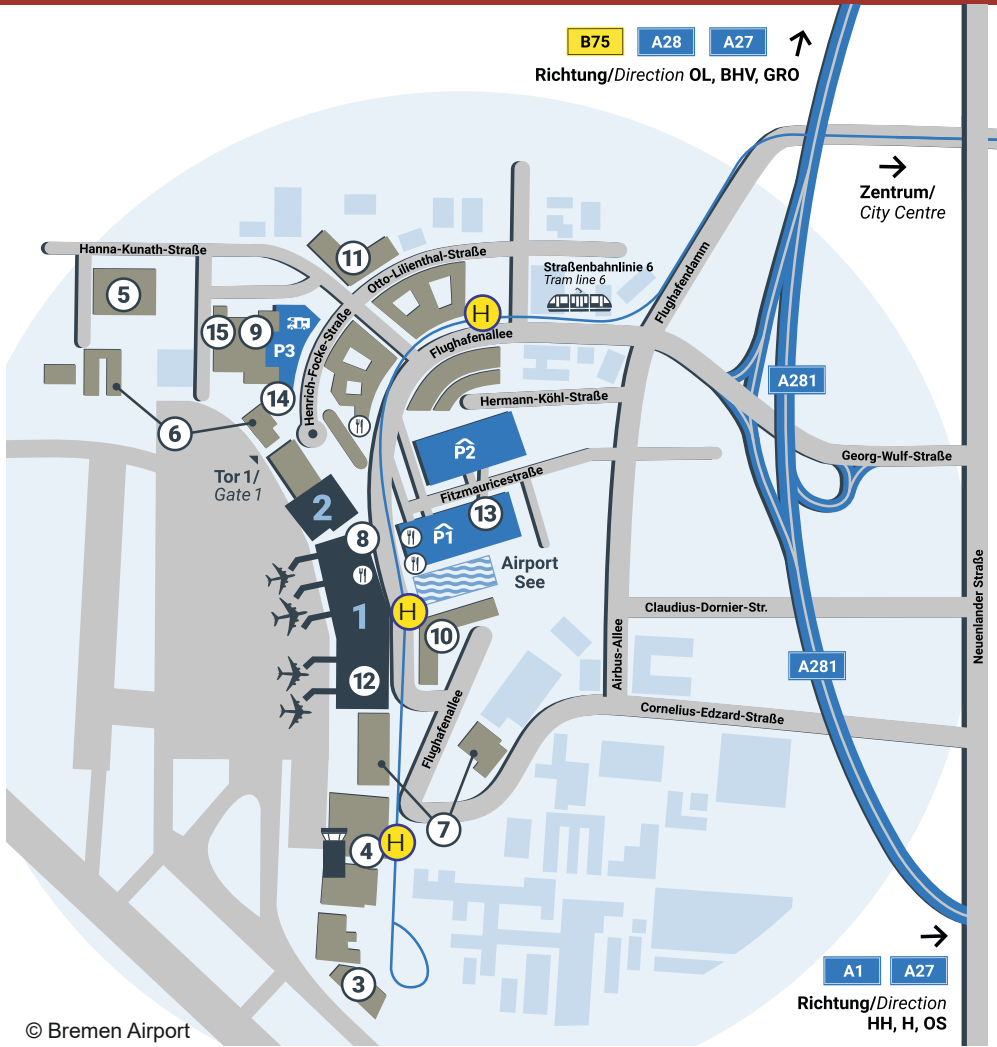 B75 A28 A27
Richtung/Direction OL, BHV, GRO
Zentrum/
City Centre
Hanna-Kunath-Straße
11
Otto-Lilienthal-Straße
Straßenbahnlinie 6
Tram line 6
Flughafendamm
5
H
15
9
P3
Henrich-Focke-Straße
Flughafenallee
A281
14
Hermann-Köhl-Straße
6
P2
Georg-Wulf-Straße
Tor 1/
Gate 1
Fitzmauricestraße
2
13
8
P1
Airport
See
1
H
10
Claudius-Dornier-Str.
Neuenlander Straße
Airbus-Allee
A281
12
Flughafenallee
Cornelius-Edzard-Straße
7
4
H
3
A1 A27
Richtung/Direction
HH, H, OS
© Bremen Airport